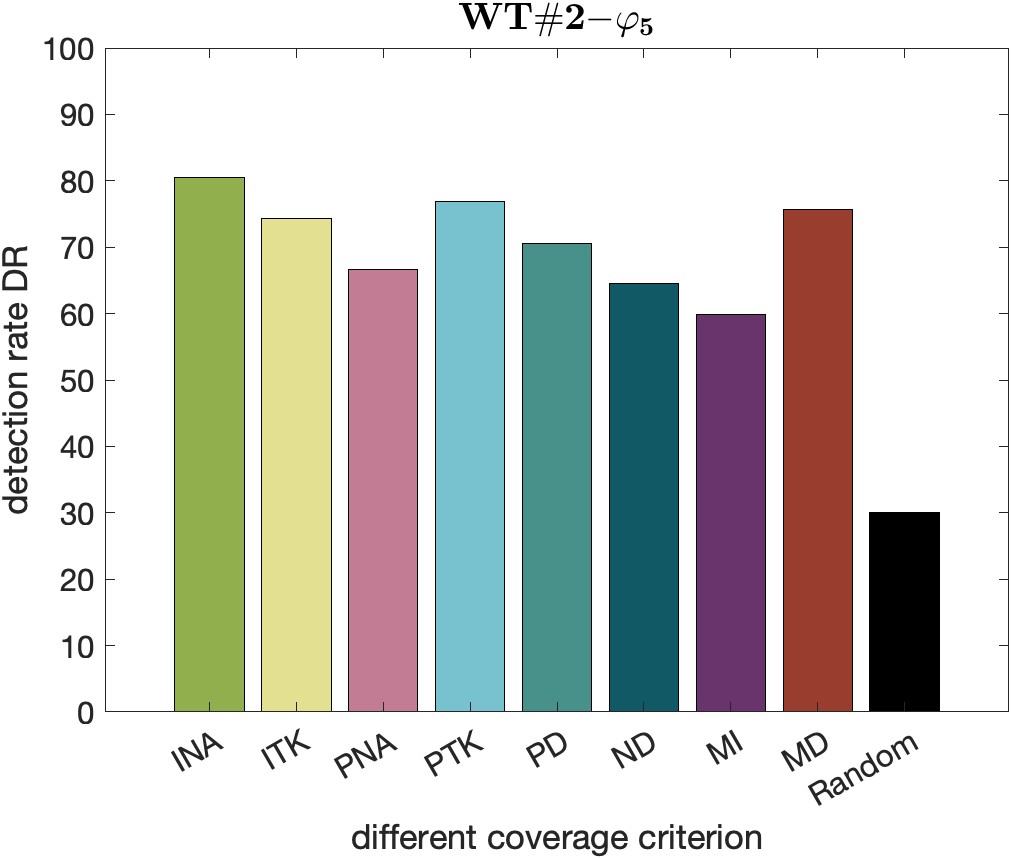 WT#2−φ5
100
90
80
70
60
50
40
30
20
10
0
detection rate DR
INA
ITK
PNA
PTK
PD
ND
MI
MD
Random
different coverage criterion